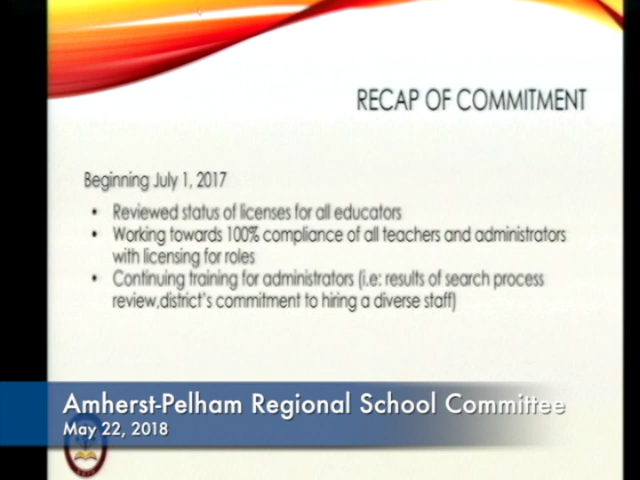 RECAP OF COMMITMENT
Beginning July 1, 2017
• Reviewed status of licenses for all educators
• Working towards 100% compliance of all teachers and administrators
with licensing for roles
• Continuing training for administrators (i.e: results of search process
review,district's commitment to hiring a diverse staff)
Amherst-Pelham Regional School Committee
May 22, 2018